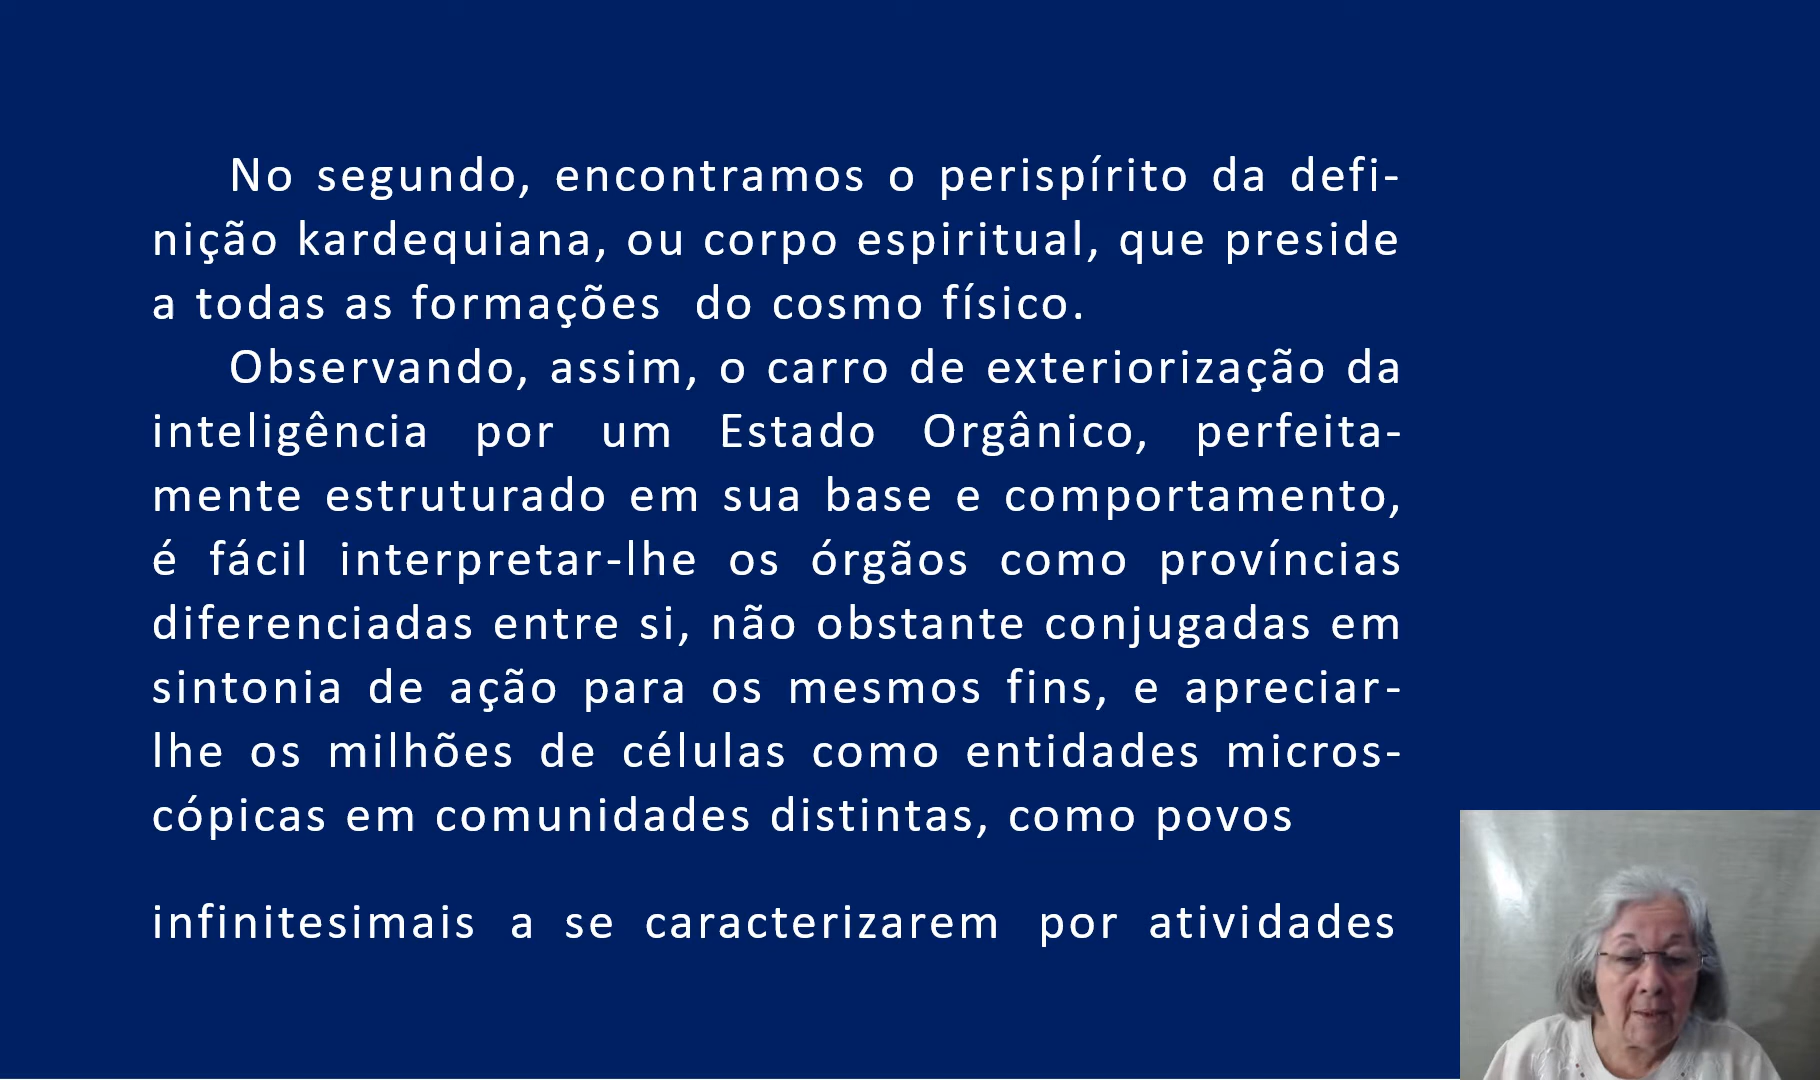 No segundo, encontramos o perispírito da defi-
nição kardequiana, ou corpo espiritual, que preside
a todas as formações do cosmo físico.
Observando, assim, o carro de exteriorização da
inteligência por um Estado Orgânico, perfeita-
mente estruturado em sua base e comportamento,
é fácil interpretar-lhe os órgãos como províncias
diferenciadas entre si, não obstante conjugadas em
sintonia de ação para os mesmos fins, e apreciar-
lhe os milhões de células como entidades micros-
cópicas em comunidades distintas, como povos
infinitesimais a se caracterizarem por atividades